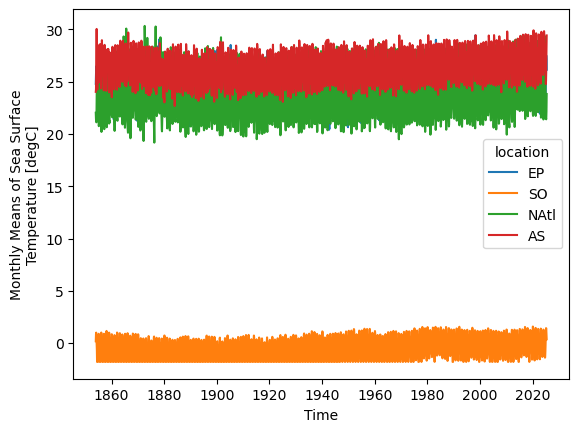 30
25
20
15
10
5
0
Monthly Means of Sea Surface
Temperature [degC]
location
EP
SO
NAtl
AS
1860 1880 1900 1920 1940 1960 1980 2000 2020
Time